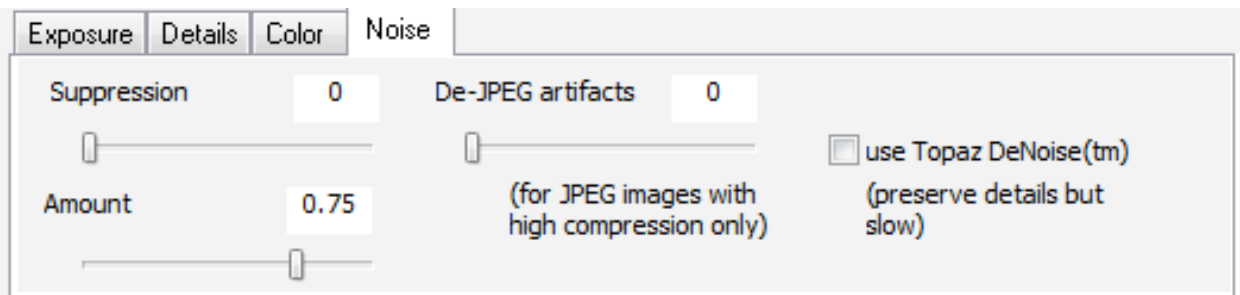 Exposure Details Color Noise
Suppression 0 De-JPEG artifacts 0
use Topaz DeNoise(tm)
Amount 0.75 (for JPEG images with (preserve details but
high compression only) slow)